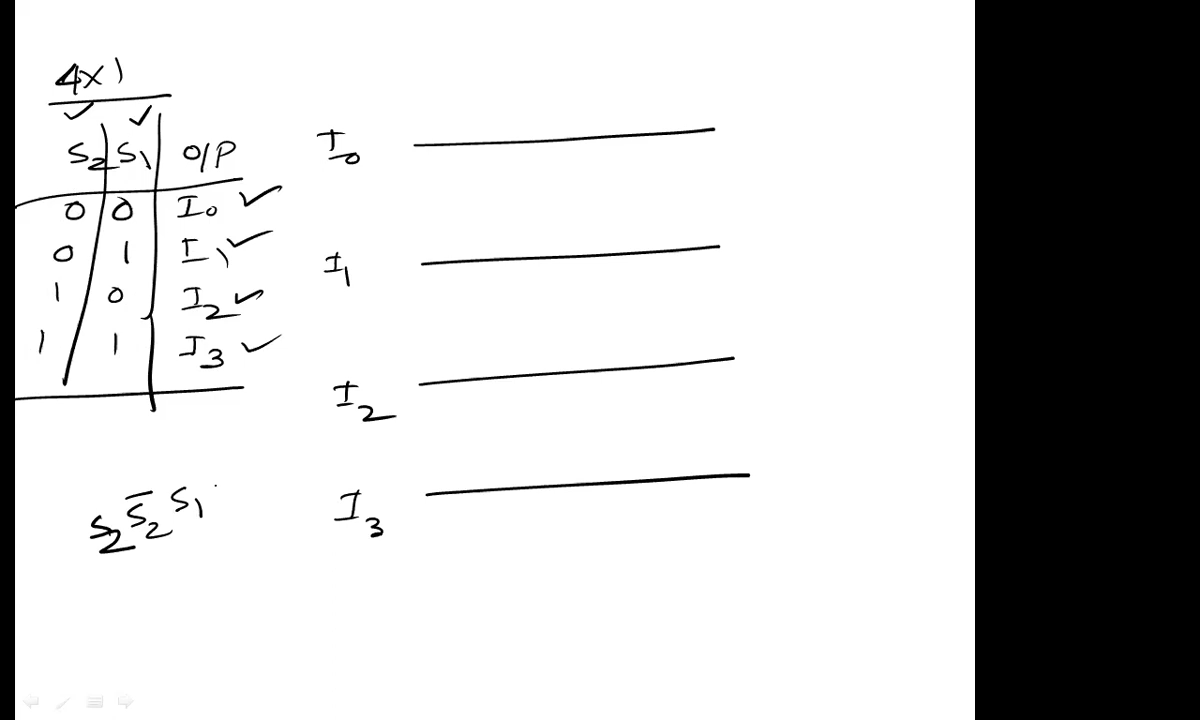 4x1
S2 S1 O/P
0 0 I0
0 1 I1
1 0 I2
1 1 I3
S2 S̅2 S1
I0
I1
I2
I3